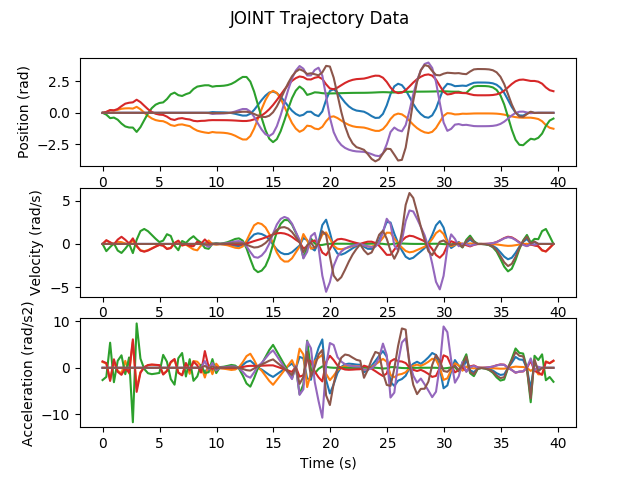 JOINT Trajectory Data
Position (rad)
2.5
0.0
−2.5
0 5 10 15 20 25 30 35 40
Velocity (rad/s)
5
0
−5
0 5 10 15 20 25 30 35 40
Acceleration (rad/s2)
10
0
−10
0 5 10 15 20 25 30 35 40
Time (s)